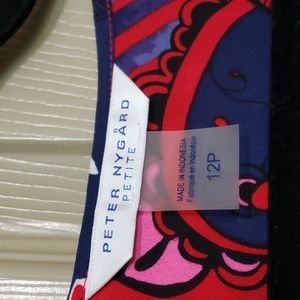 PETER NYGÅRD
PETITE
MADE IN INDONESIA
Fabriqué en Indonésie
12P